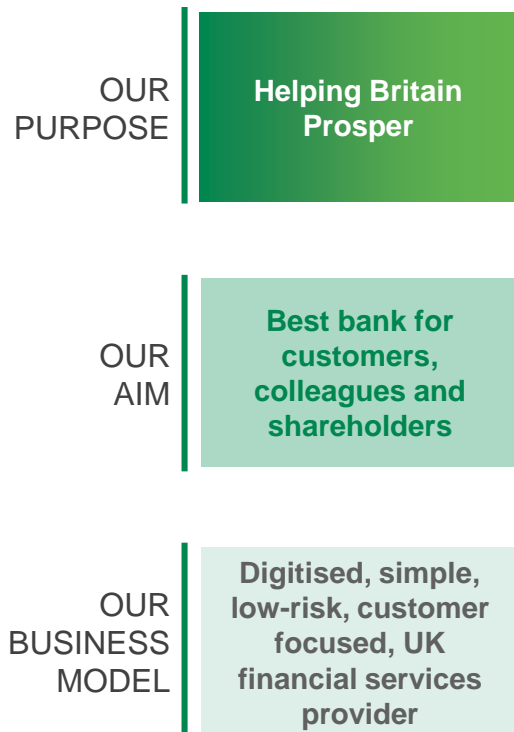 OUR
PURPOSE
Helping Britain
Prosper
OUR
AIM
Best bank for
customers,
colleagues and
shareholders
OUR
BUSINESS
MODEL
Digitised, simple,
low-risk, customer
focused, UK
financial services
provider